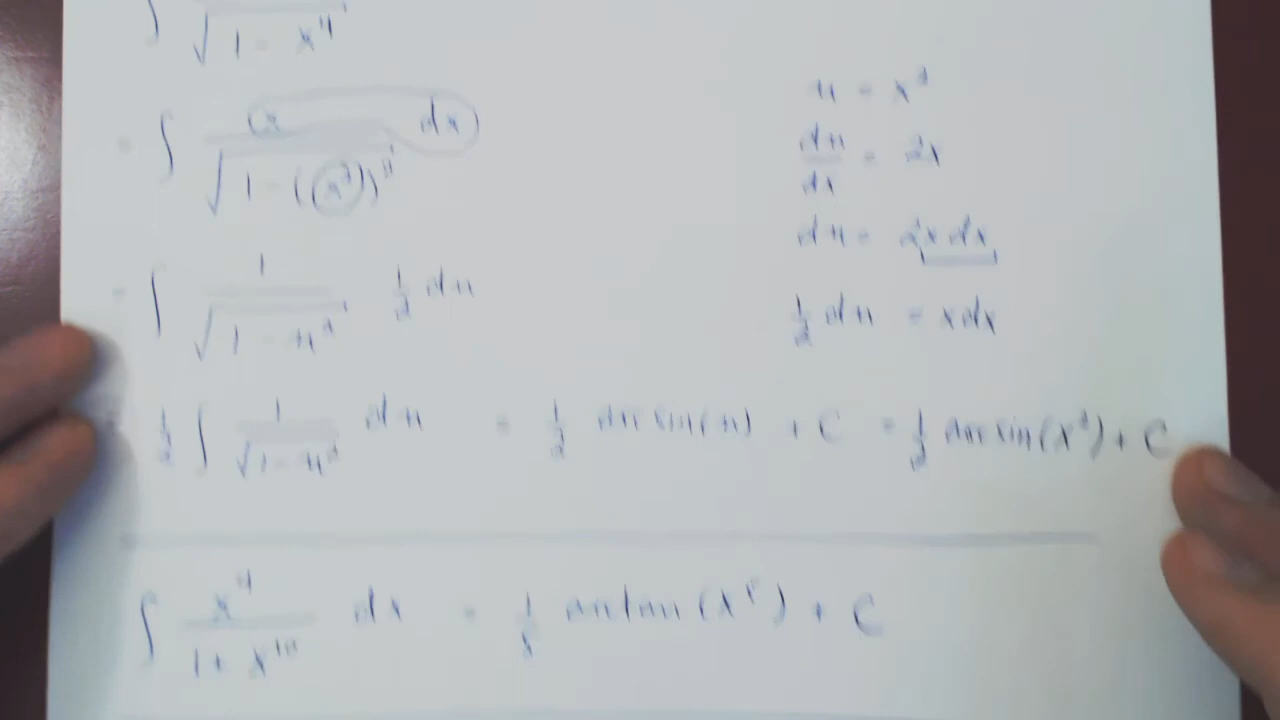 ∫ √(1 - x⁴)
= ∫ (x dx) / √(1 - ((x²))²)
u = x²
du/dx = 2x
du = 2x dx
½ du = x dx
= ∫ 1/√(1 - u²) ½ du
½ ∫ 1/√(1 - u²) du = ½ arcsin(u) + C = ½ arcsin(x²) + C
∫ x⁴/(1 + x¹⁰) dx = 1/5 arctan(x⁵) + C